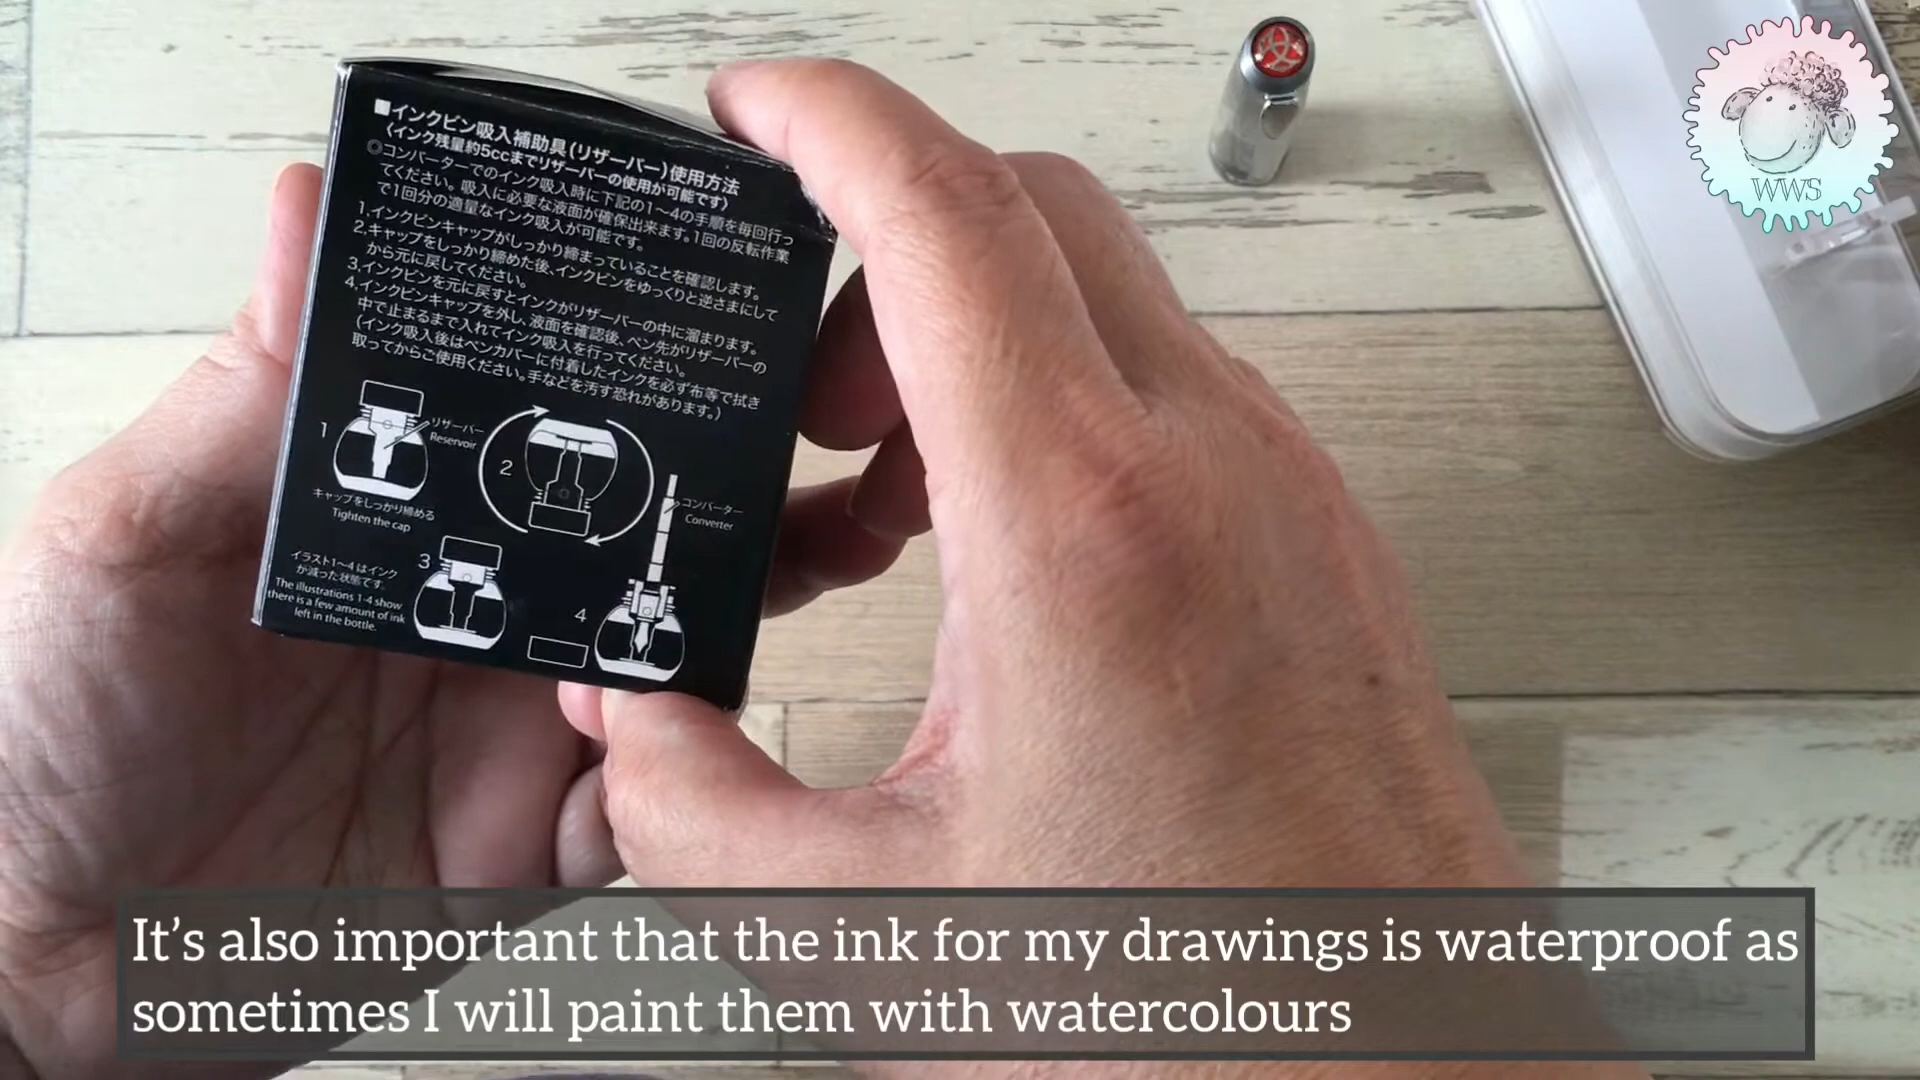 ■インクビン吸入補助具(リザーバー)使用方法
〈インク残量約5ccまでリザーバーの使用が可能です〉
◎コンバーターでのインク吸入時に下記の1〜4の手順を毎回行っ
てください。吸入に必要な液面が確保出来ます。1回の反転作業
で1回分の適量なインク吸入が可能です。
1,インクビンキャップがしっかり締まっていることを確認します。
2,キャップをしっかり締めた後、インクビンをゆっくりと逆さまにして
から元に戻してください。
3,インクビンを元に戻すとインクがリザーバーの中に溜まります。
4,インクビンキャップを外し、液面を確認後、ペン先がリザーバーの
中で止まるまで入れてインク吸入を行ってください。
(インク吸入後はペンカバーに付着したインクを必ず布等で拭き
取ってからご使用ください。手などを汚す恐れがあります。)
1
リザーバー
Reservoir
キャップをしっかり締める
Tighten the cap
2
コンバーター
Converter
イラスト1〜4はインク
が減った状態です。
The illustrations 1-4 show
there is a few amount of ink
left in the bottle.
3
4
WWS
It's also important that the ink for my drawings is waterproof as
sometimes I will paint them with watercolours